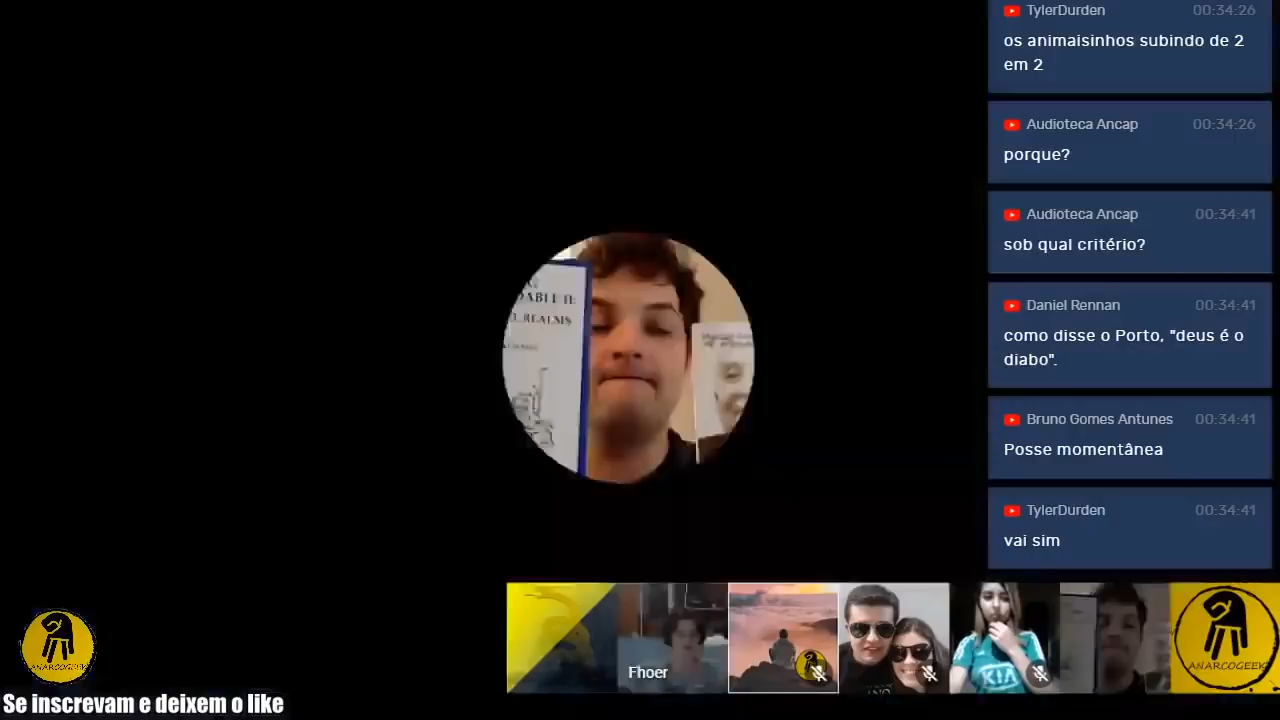 TylerDurden 00:34:26
os animaisinhos subindo de 2
em 2
Audioteca Ancap 00:34:26
porque?
Audioteca Ancap 00:34:41
sob qual critério?
Daniel Rennan 00:34:41
como disse o Porto, "deus é o
diabo".
Bruno Gomes Antunes 00:34:41
Posse momentânea
TylerDurden 00:34:41
vai sim
REALMS
Fhoer
KIA
ANARCOGEEK
ANARCOGEEK
Se inscrevam e deixem o like